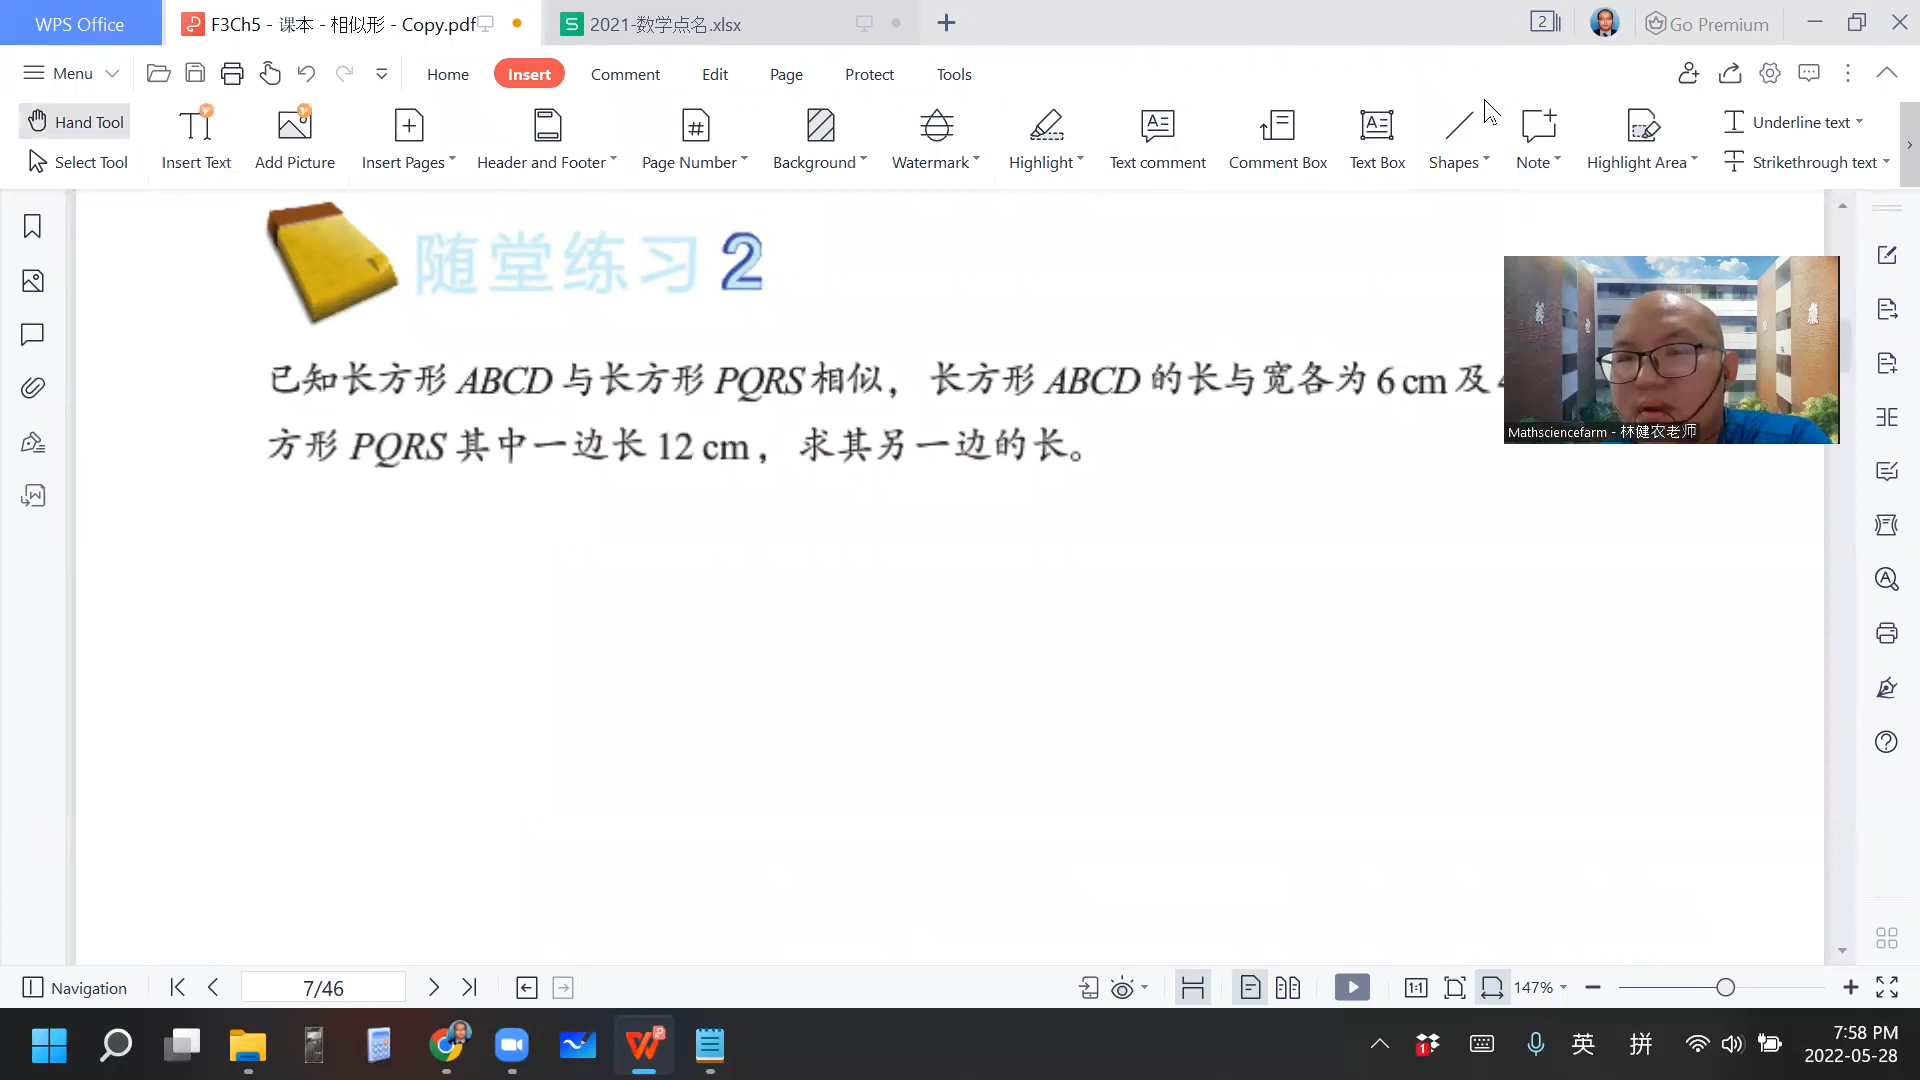 WPS Office
F3Ch5 - 课本 - 相似形 - Copy.pdf
S 2021-数学点名.xlsx
2
Go Premium
Menu
Home
Insert
Comment
Edit
Page
Protect
Tools
Hand Tool
Select Tool
Insert Text
Add Picture
Insert Pages
Header and Footer
Page Number
Background
Watermark
Highlight
Text comment
Comment Box
Text Box
Shapes
Note
Highlight Area
Underline text
Strikethrough text
随堂练习 2
已知长方形 ABCD 与长方形 PQRS 相似，长方形 ABCD 的长与宽各为 6 cm 及
方形 PQRS 其中一边长 12 cm，求其另一边的长。
Mathsciencefarm - 林健农老师
Navigation
7/46
1:1
147%
1
英
拼
7:58 PM
2022-05-28